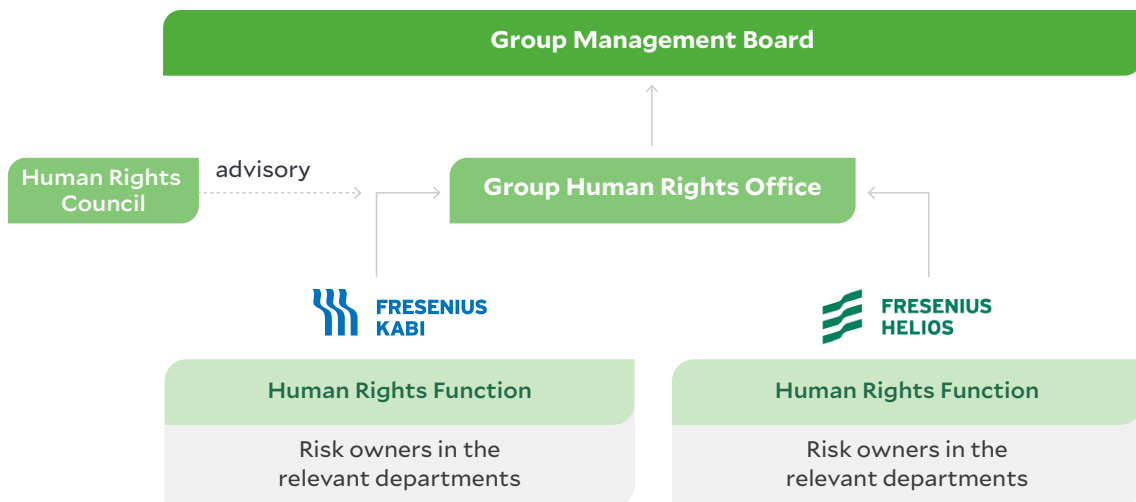 Group Management Board
Human Rights
Council
advisory
Group Human Rights Office
FRESENIUS
KABI
FRESENIUS
HELIOS
Human Rights Function
Risk owners in the
relevant departments
Human Rights Function
Risk owners in the
relevant departments